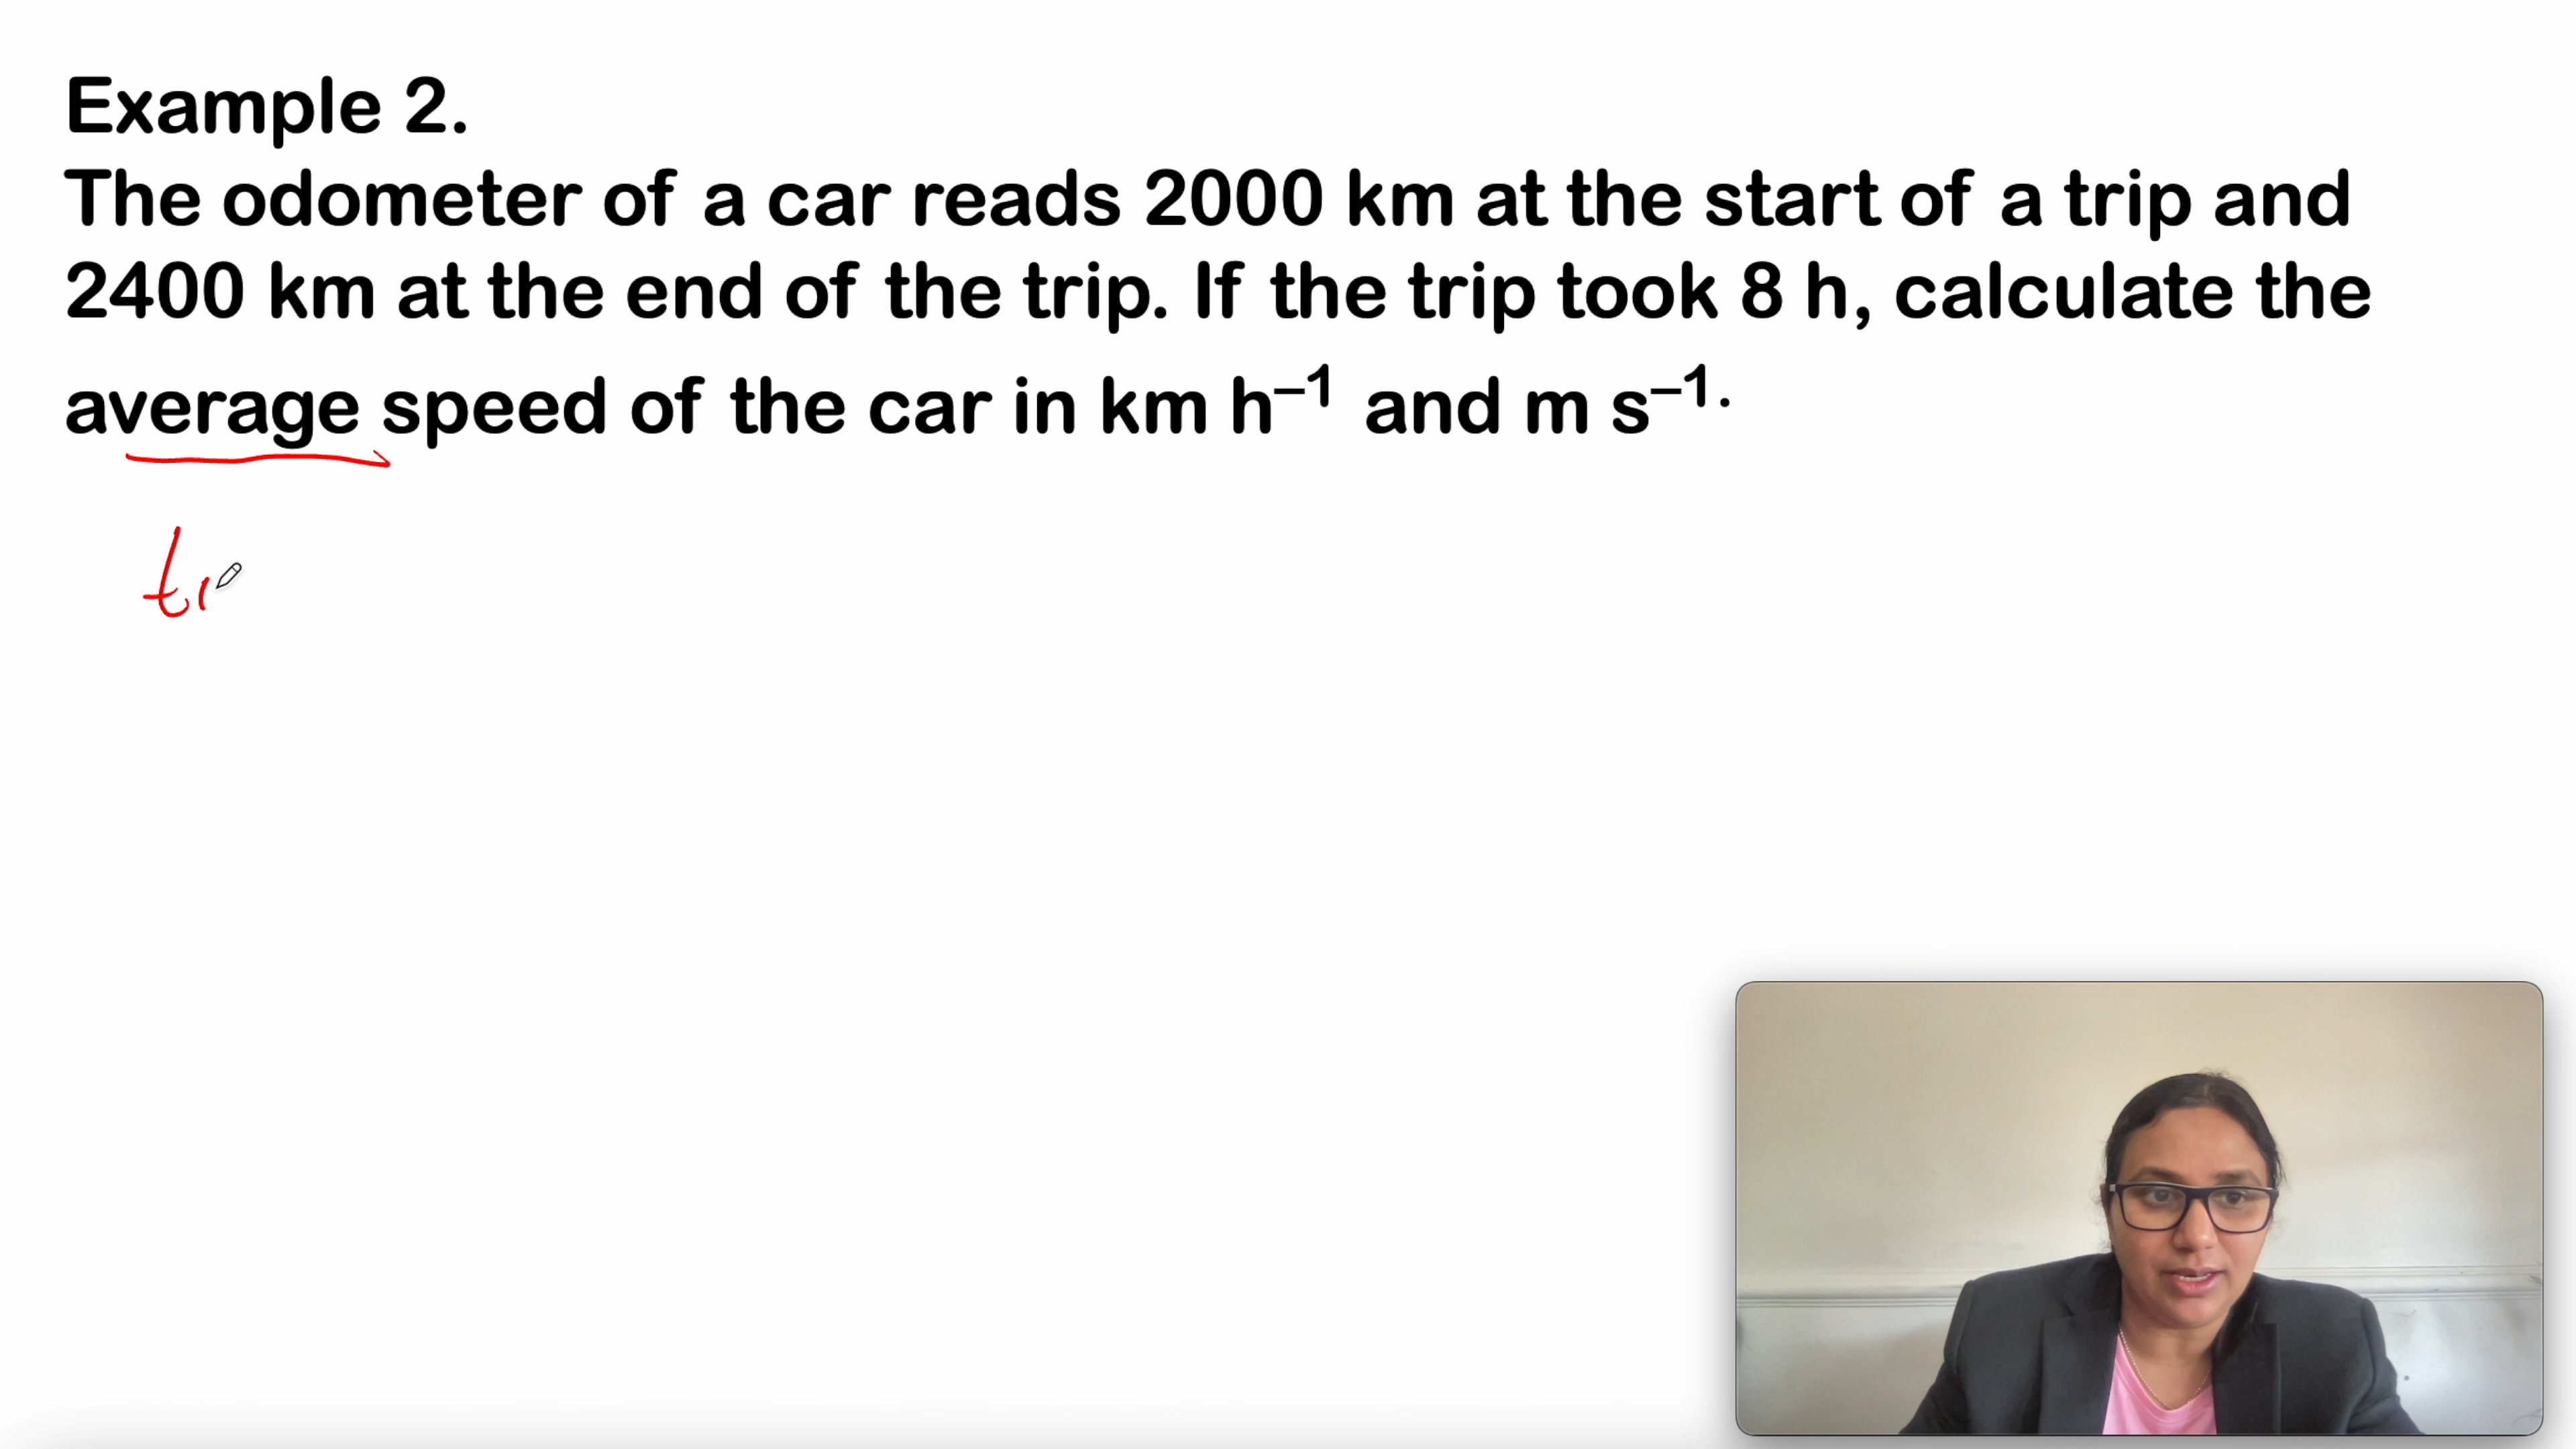 Example 2.
The odometer of a car reads 2000 km at the start of a trip and
2400 km at the end of the trip. If the trip took 8 h, calculate the
average speed of the car in km h⁻¹ and m s⁻¹.